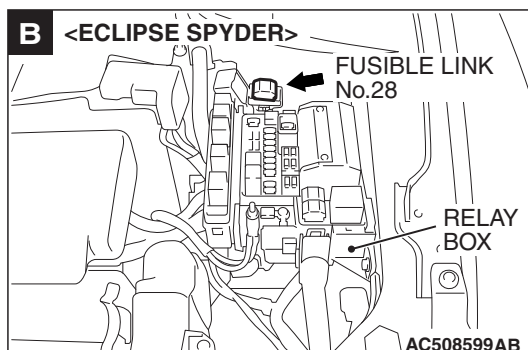 B <ECLIPSE SPYDER>
FUSIBLE LINK
No.28
RELAY
BOX
AC508599AB